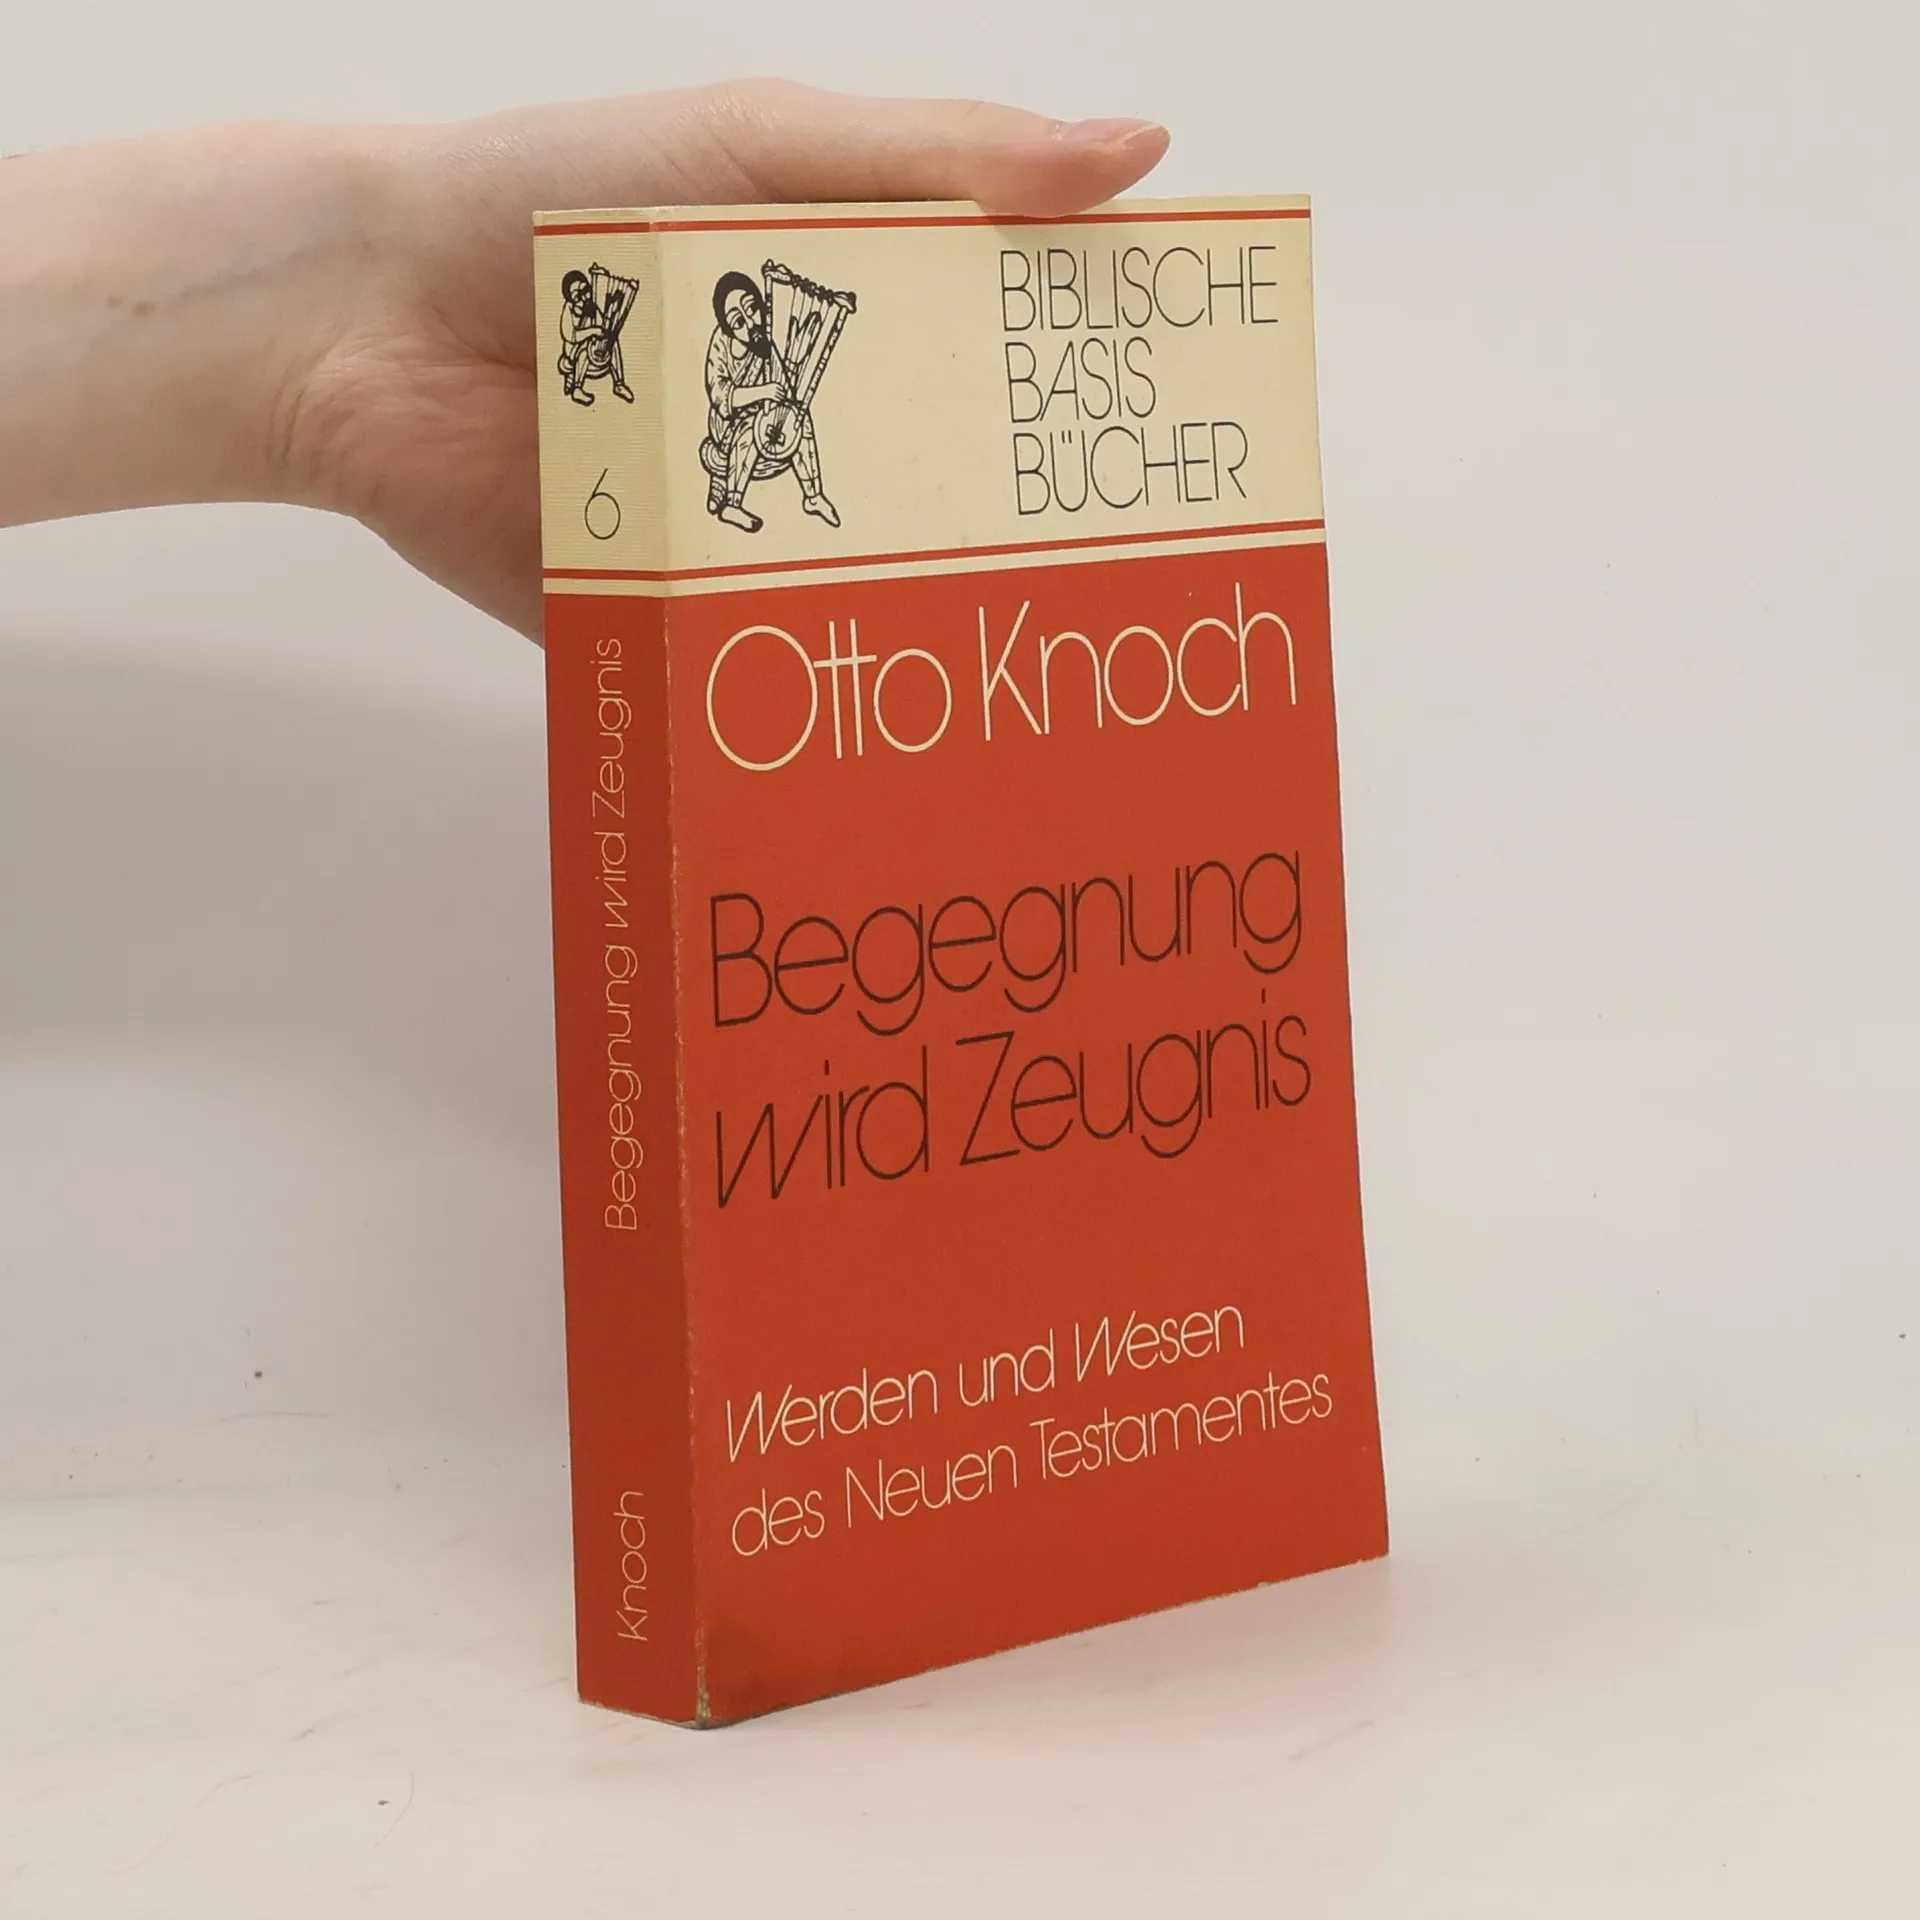 BIBLISCHE
BASIS
BÜCHER
Otto Knoch
Begegnung
wird Zeugnis
Werden und Wesen
des Neuen Testamentes
6
Begegnung wird Zeugnis
Knoch